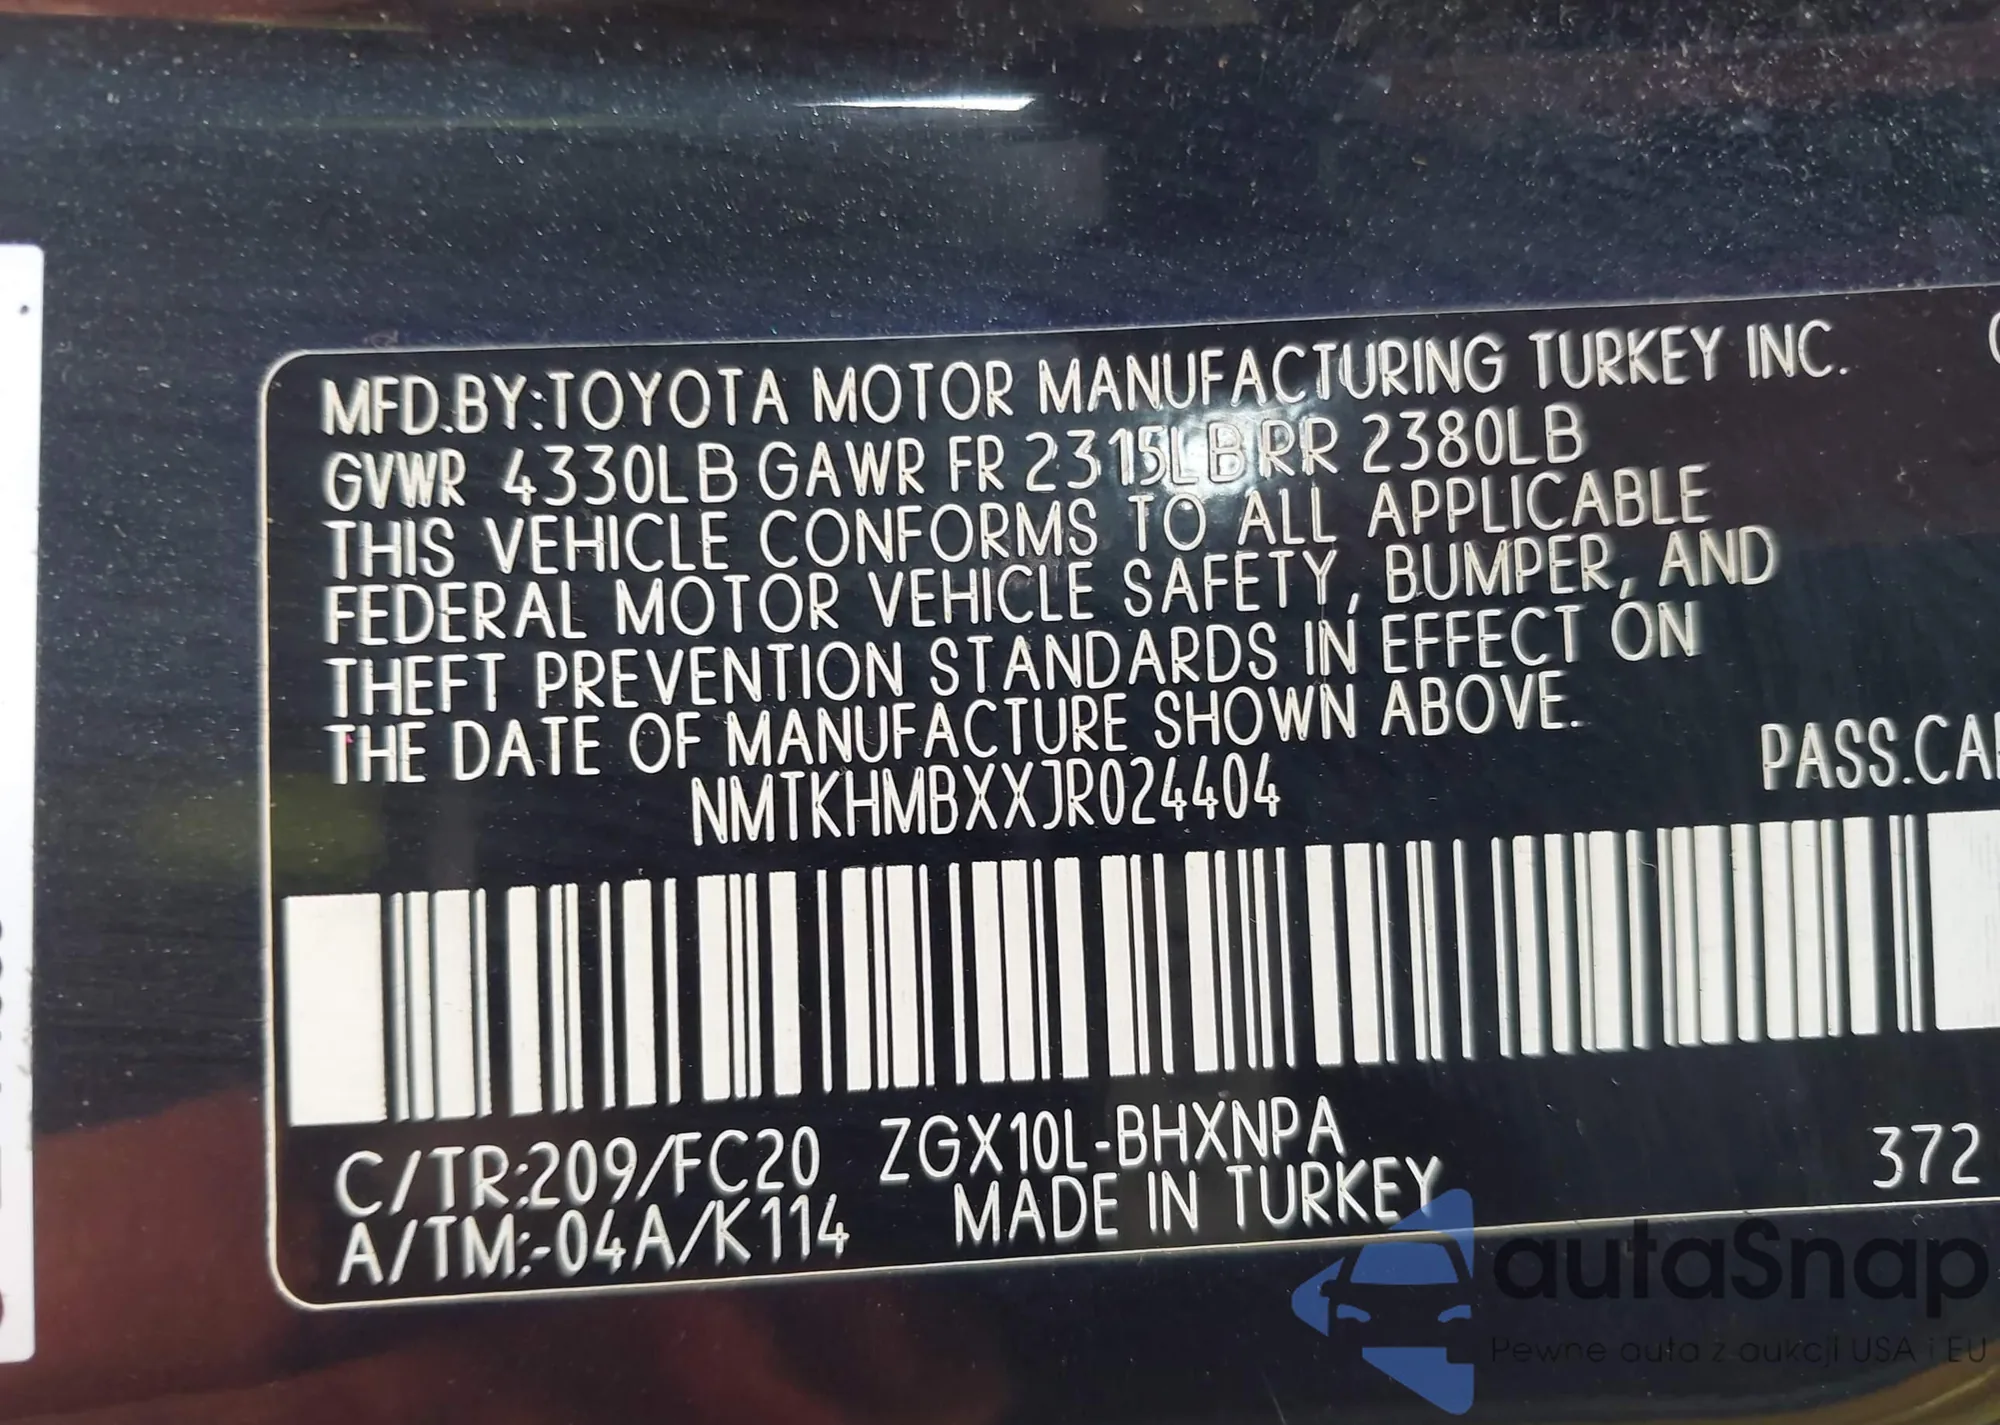 MFD.BY:TOYOTA MOTOR MANUFACTURING TURKEY INC.
GVWR 4330LB GAWR FR 2315LB RR 2380LB
THIS VEHICLE CONFORMS TO ALL APPLICABLE
FEDERAL MOTOR VEHICLE SAFETY, BUMPER, AND
THEFT PREVENTION STANDARDS IN EFFECT ON
THE DATE OF MANUFACTURE SHOWN ABOVE.
NMTKHMBXXJR024404
PASS.CAR
C/TR:209/FC20 ZGX10L-BHXNPA
372
A/TM:-04A/K114 MADE IN TURKEY
autaSnap
Pewne auta z aukcji USA i EU